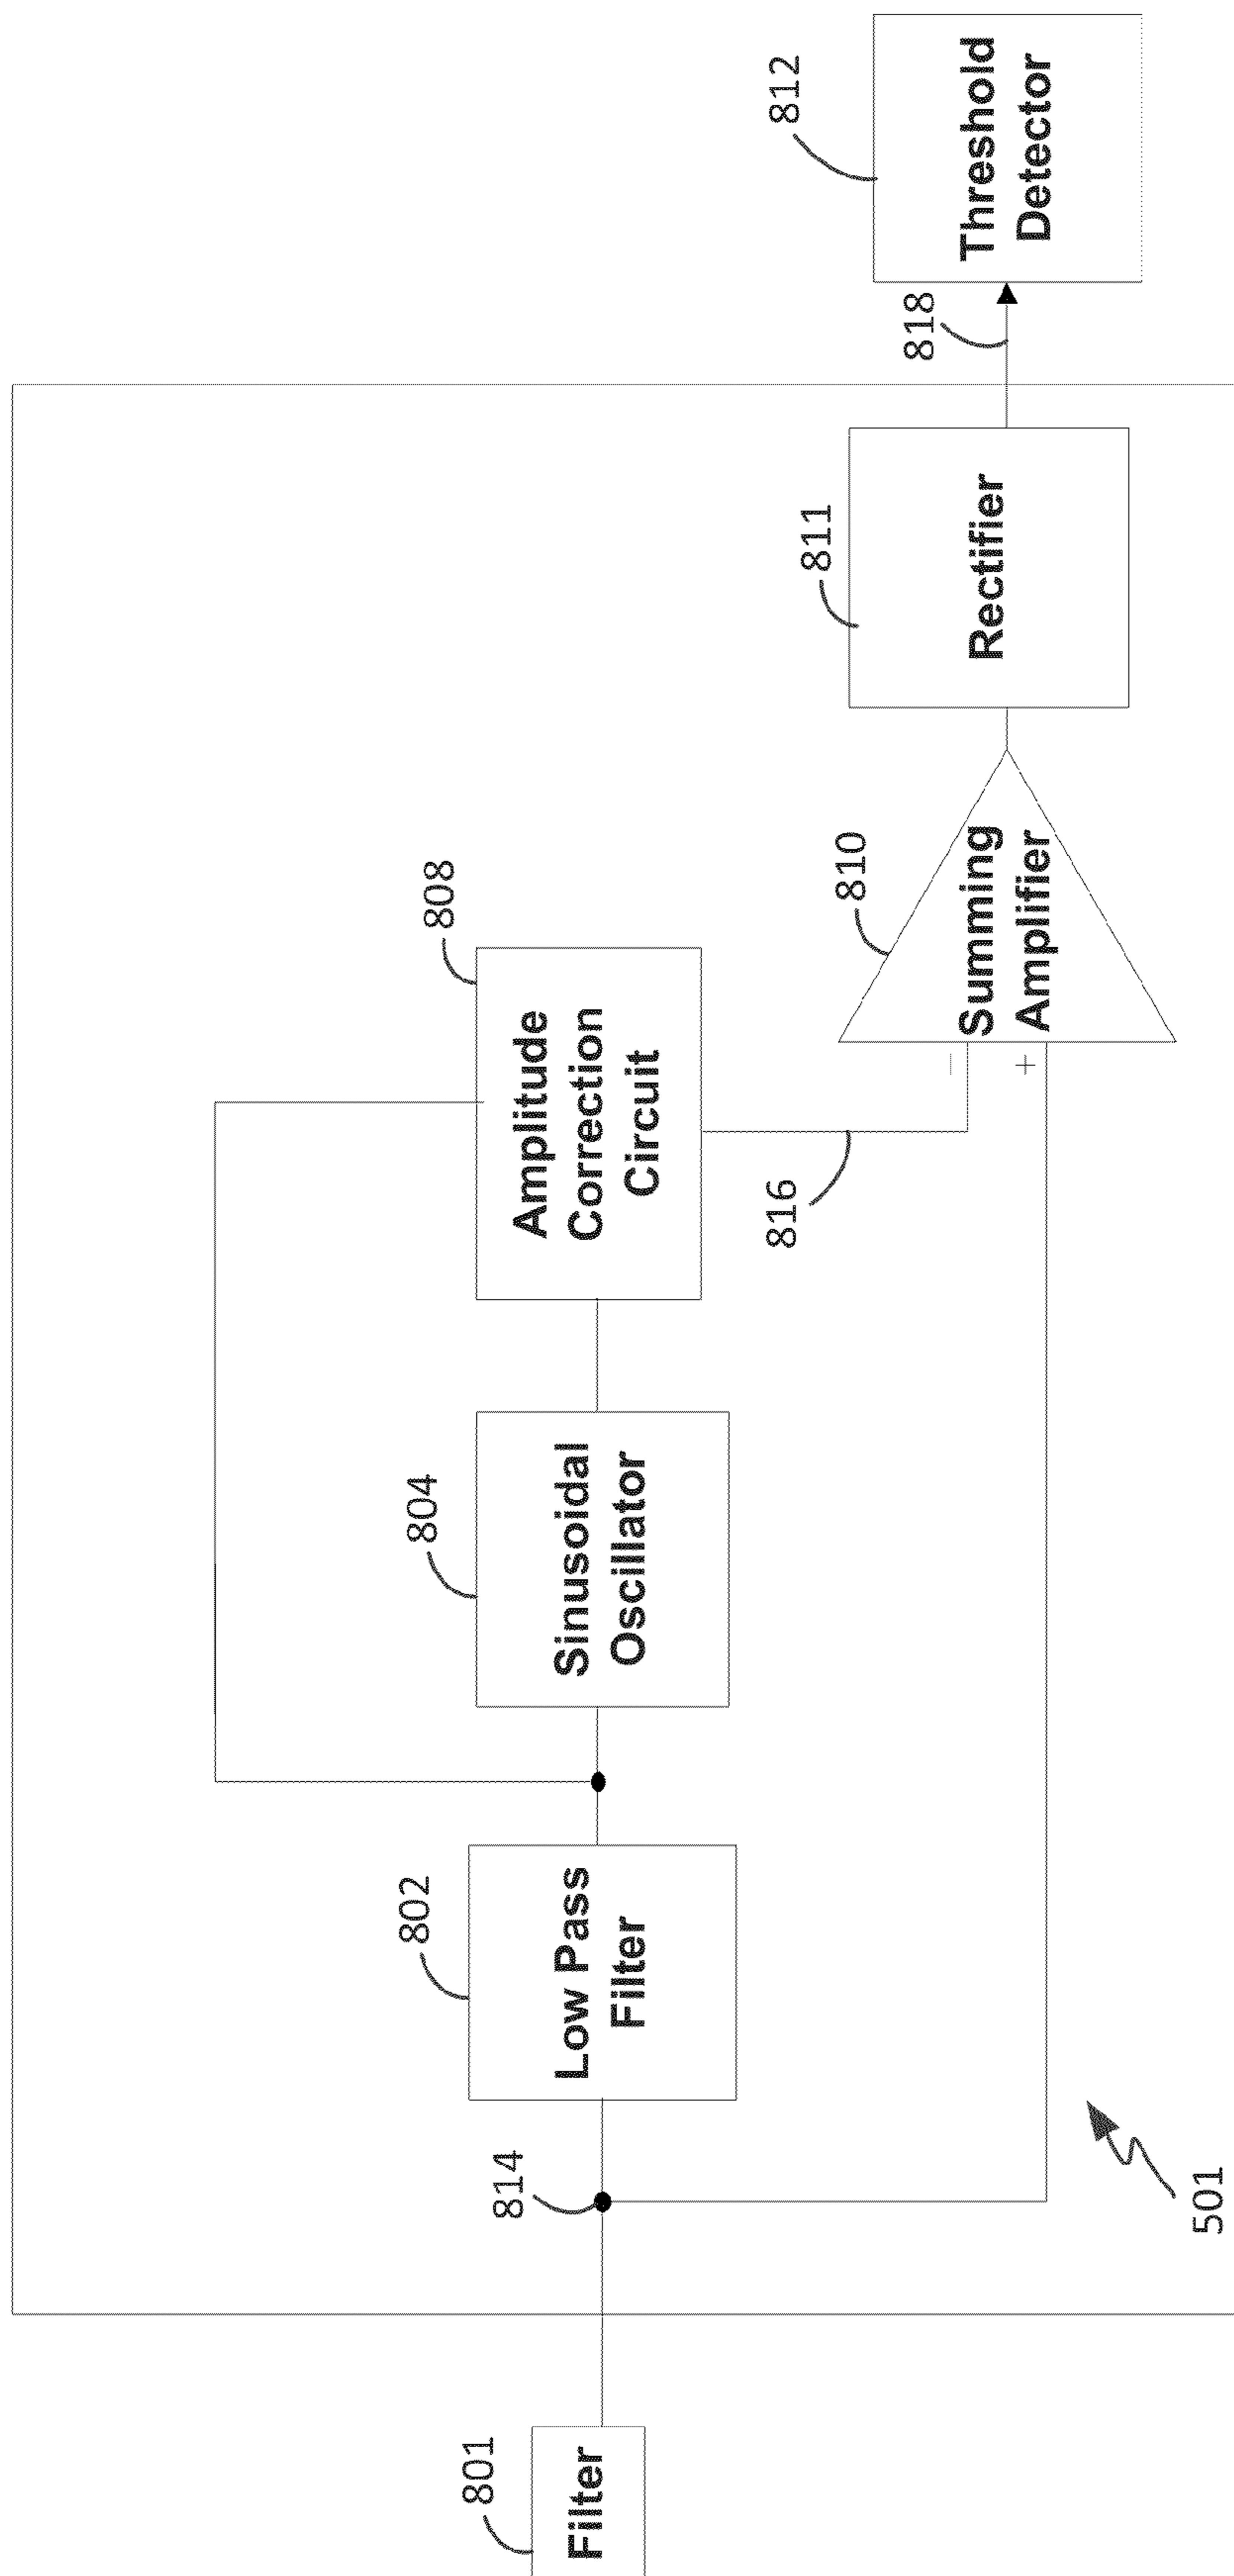 801
Filter
814
802
Low Pass
Filter
804
Sinusoidal
Oscillator
808
Amplitude
Correction
Circuit
816
−
+
810
Summing
Amplifier
811
Rectifier
818
812
Threshold
Detector
501